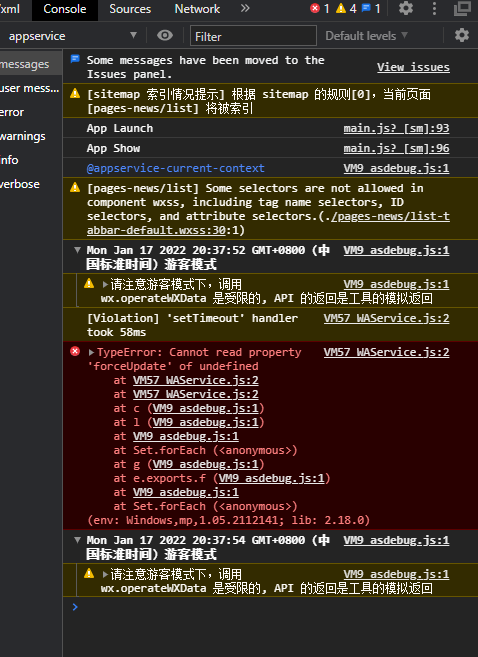 xml Console Sources Network » 1 4 1
appservice Filter Default levels
messages
user mess...
error
warnings
info
verbose
Some messages have been moved to the Issues panel. View issues
[sitemap 索引情况提示] 根据 sitemap 的规则[0]，当前页面
[pages-news/list] 将被索引
App Launch main.js? [sm]:93
App Show main.js? [sm]:96
@appservice-current-context VM9 asdebug.js:1
[pages-news/list] Some selectors are not allowed in
component wxss, including tag name selectors, ID
selectors, and attribute selectors.(./pages-news/list-t
abbar-default.wxss:30:1)
Mon Jan 17 2022 20:37:52 GMT+0800 (中 VM9 asdebug.js:1
国标准时间) 游客模式
请注意游客模式下，调用 VM9 asdebug.js:1
wx.operateWXData 是受限的, API 的返回是工具的模拟返回
[Violation] 'setTimeout' handler VM57 WAService.js:2
took 58ms
TypeError: Cannot read property VM57 WAService.js:2
'forceUpdate' of undefined
at VM57 WAService.js:2
at VM57 WAService.js:2
at c (VM9 asdebug.js:1)
at l (VM9 asdebug.js:1)
at VM9 asdebug.js:1
at Set.forEach (<anonymous>)
at g (VM9 asdebug.js:1)
at e.exports.f (VM9 asdebug.js:1)
at VM9 asdebug.js:1
at Set.forEach (<anonymous>)
(env: Windows,mp,1.05.2112141; lib: 2.18.0)
Mon Jan 17 2022 20:37:54 GMT+0800 (中 VM9 asdebug.js:1
国标准时间) 游客模式
请注意游客模式下，调用 VM9 asdebug.js:1
wx.operateWXData 是受限的, API 的返回是工具的模拟返回